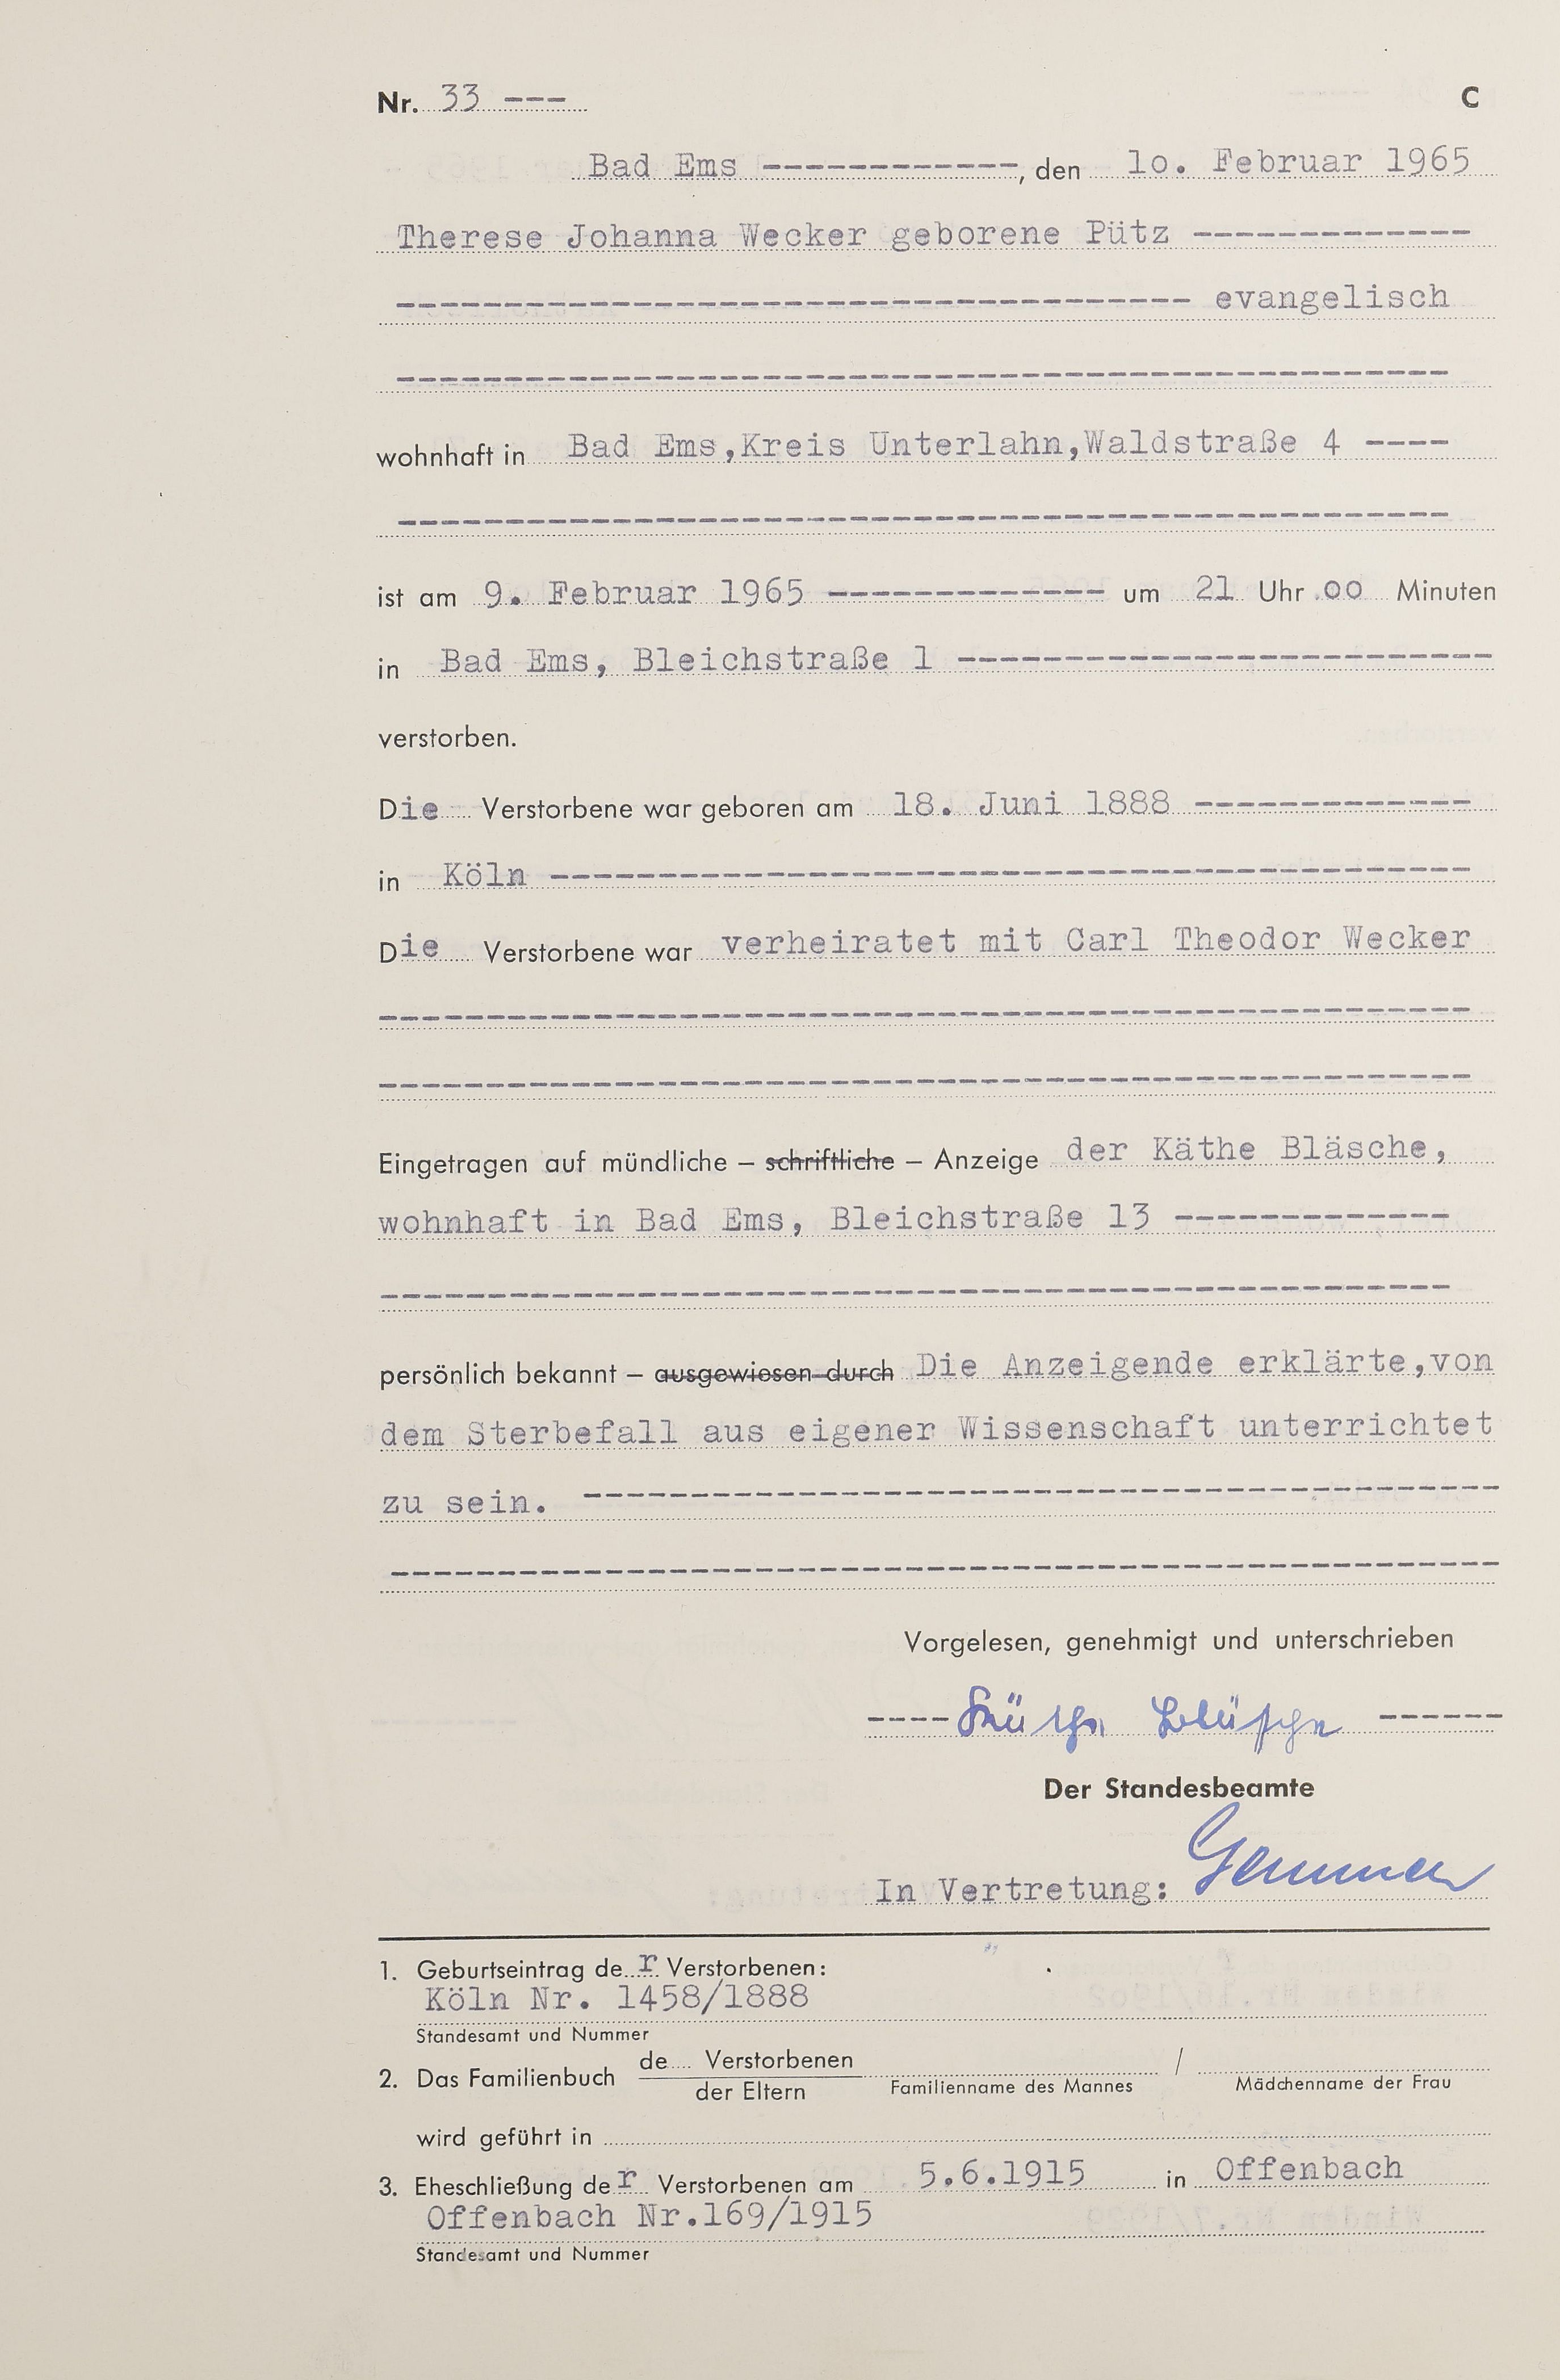 Nr. 33 --- C
Bad Ems ------------, den 1o. Februar 1965
Therese Johanna Wecker geborene Pütz -------------
------------------------------------- evangelisch
-------------------------------------------------
wohnhaft in Bad Ems,Kreis Unterlahn,Waldstraße 4 ----
-------------------------------------------------
ist am 9. Februar 1965 ------------- um 21 Uhr oo Minuten
in Bad Ems, Bleichstraße 1 -------------------------
verstorben.
Die Verstorbene war geboren am 18. Juni 1888 -------------
in Köln -------------------------------------------
Die Verstorbene war verheiratet mit Carl Theodor Wecker
---------------------------------------------------
---------------------------------------------------
Eingetragen auf mündliche – schriftliche – Anzeige der Käthe Bläsche,
wohnhaft in Bad Ems, Bleichstraße 13 -------------
--------------------------------------------------
persönlich bekannt – ausgewiesen durch Die Anzeigende erklärte,von
dem Sterbefall aus eigener Wissenschaft unterrichtet
zu sein. -------------------------------------------
----------------------------------------------------
Vorgelesen, genehmigt und unterschrieben
---- Käthe Bläsche ------
Der Standesbeamte
In Vertretung:
1. Geburtseintrag der Verstorbenen:
Köln Nr. 1458/1888
Standesamt und Nummer
2. Das Familienbuch de Verstorbenen /
der Eltern Familienname des Mannes Mädchenname der Frau
wird geführt in
3. Eheschließung der Verstorbenen am 5.6.1915 in Offenbach
Offenbach Nr.169/1915
Standesamt und Nummer